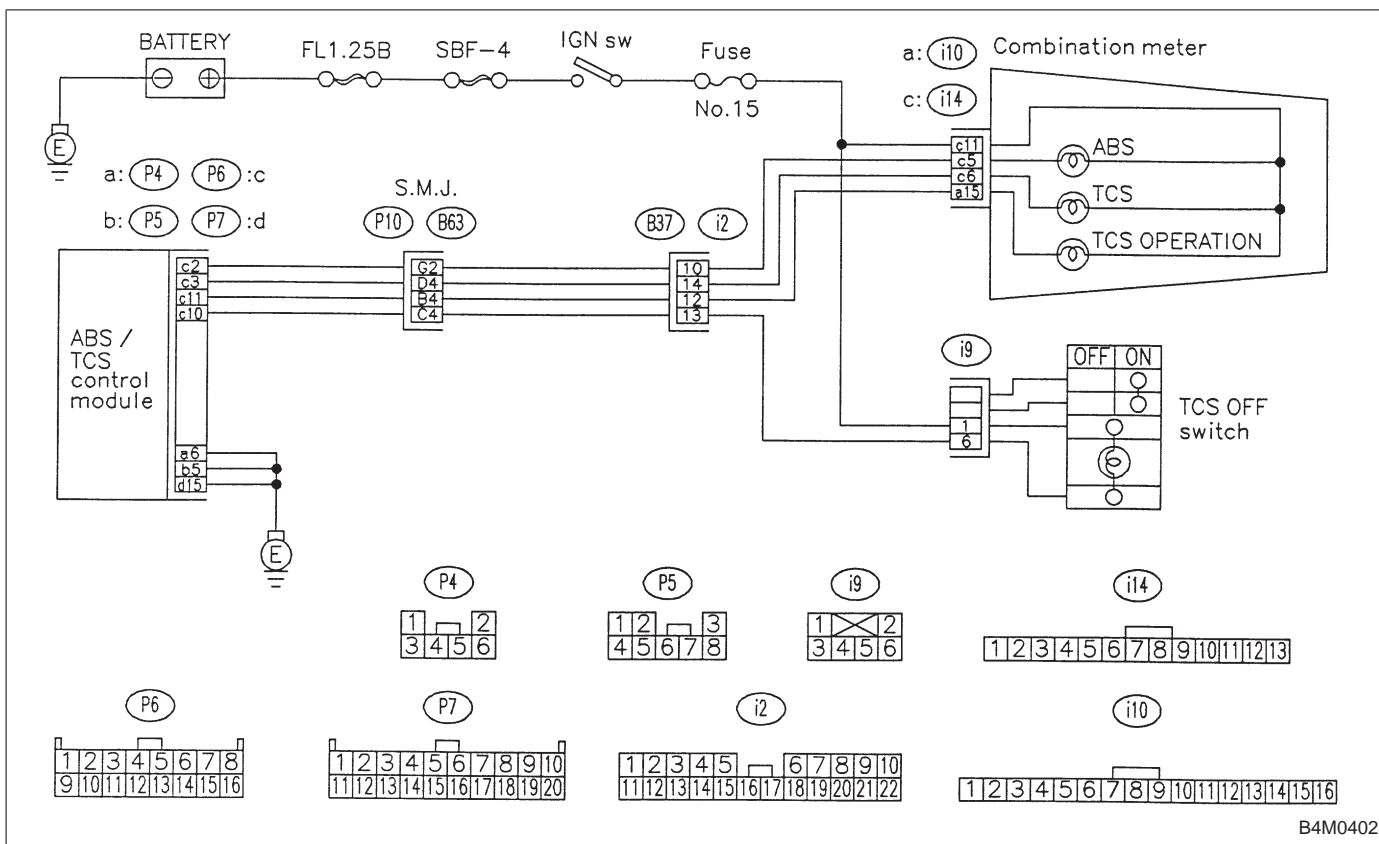 BATTERY
FL1.25B
SBF-4
IGN sw
Fuse
No.15
a: i10
c: i14
Combination meter
c11
c5
c6
a15
ABS
TCS
TCS OPERATION
E
a: P4 P6 :c
b: P5 P7 :d
S.M.J.
P10 B63
B37 i2
c2
c3
c11
c10
G2
D4
B4
C4
10
14
12
13
ABS /
TCS
control
module
a6
b5
d15
E
i9
1
6
OFF ON
TCS OFF
switch
P4
1 2
3 4 5 6
P5
1 2 3
4 5 6 7 8
i9
1 2
3 4 5 6
i14
1 2 3 4 5 6 7 8 9 10 11 12 13
P6
1 2 3 4 5 6 7 8
9 10 11 12 13 14 15 16
P7
1 2 3 4 5 6 7 8 9 10
11 12 13 14 15 16 17 18 19 20
i2
1 2 3 4 5 6 7 8 9 10
11 12 13 14 15 16 17 18 19 20 21 22
i10
1 2 3 4 5 6 7 8 9 10 11 12 13 14 15 16
B4M0402